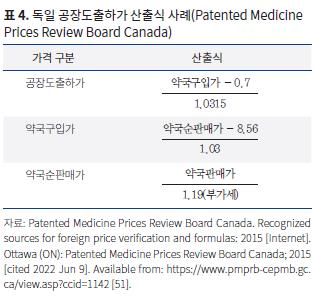 표 4. 독일 공장도출하가 산출식 사례(Patented Medicine
Prices Review Board Canada)
가격 구분 산출식
공장도출하가 약국구입가 – 0.7
1.0315
약국구입가 약국순판매가 – 8.56
1.03
약국순판매가 약국판매가
1.19(부가세)
자료: Patented Medicine Prices Review Board Canada. Recognized
sources for foreign price verification and formulas: 2015 [Internet].
Ottawa (ON): Patented Medicine Prices Review Board Canada; 2015
[cited 2022 Jun 9]. Available from: https://www.pmprb-cepmb.gc.
ca/view.asp?ccid=1142 [51].